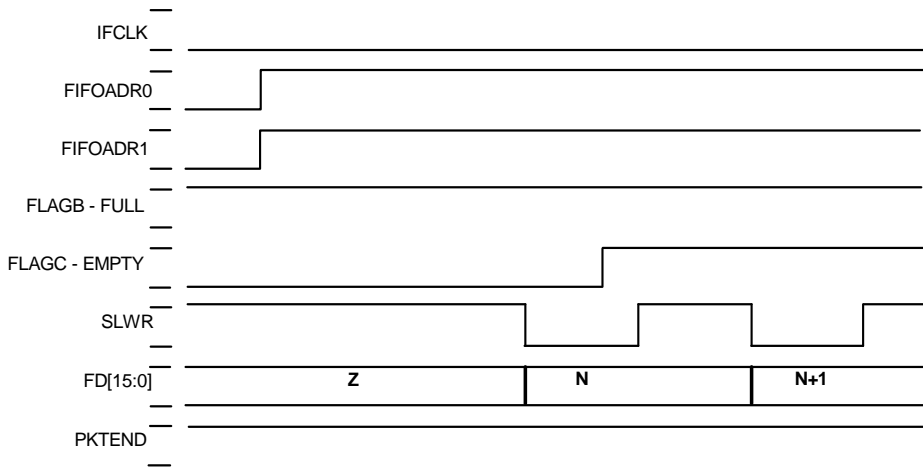 IFCLK
FIFOADR0
FIFOADR1
FLAGB - FULL
FLAGC - EMPTY
SLWR
FD[15:0] Z N N+1
PKTEND